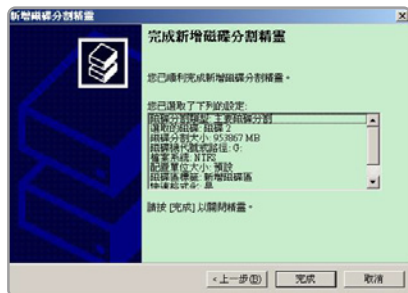 新增磁碟分割精靈
完成新增磁碟分割精靈
您已順利完成新增磁碟分割精靈。
您已選取了下列的設定:
磁碟分割類型: 主要磁碟分割
選取的磁碟: 磁碟 2
磁碟分割大小: 953867 MB
磁碟機代號或路徑: G:
檔案系統: NTFS
配置單位大小: 預設
磁碟區標籤: 新增磁碟區
快速格式化: 是
請按 [完成] 以關閉精靈。
<上一步(B)
完成
取消